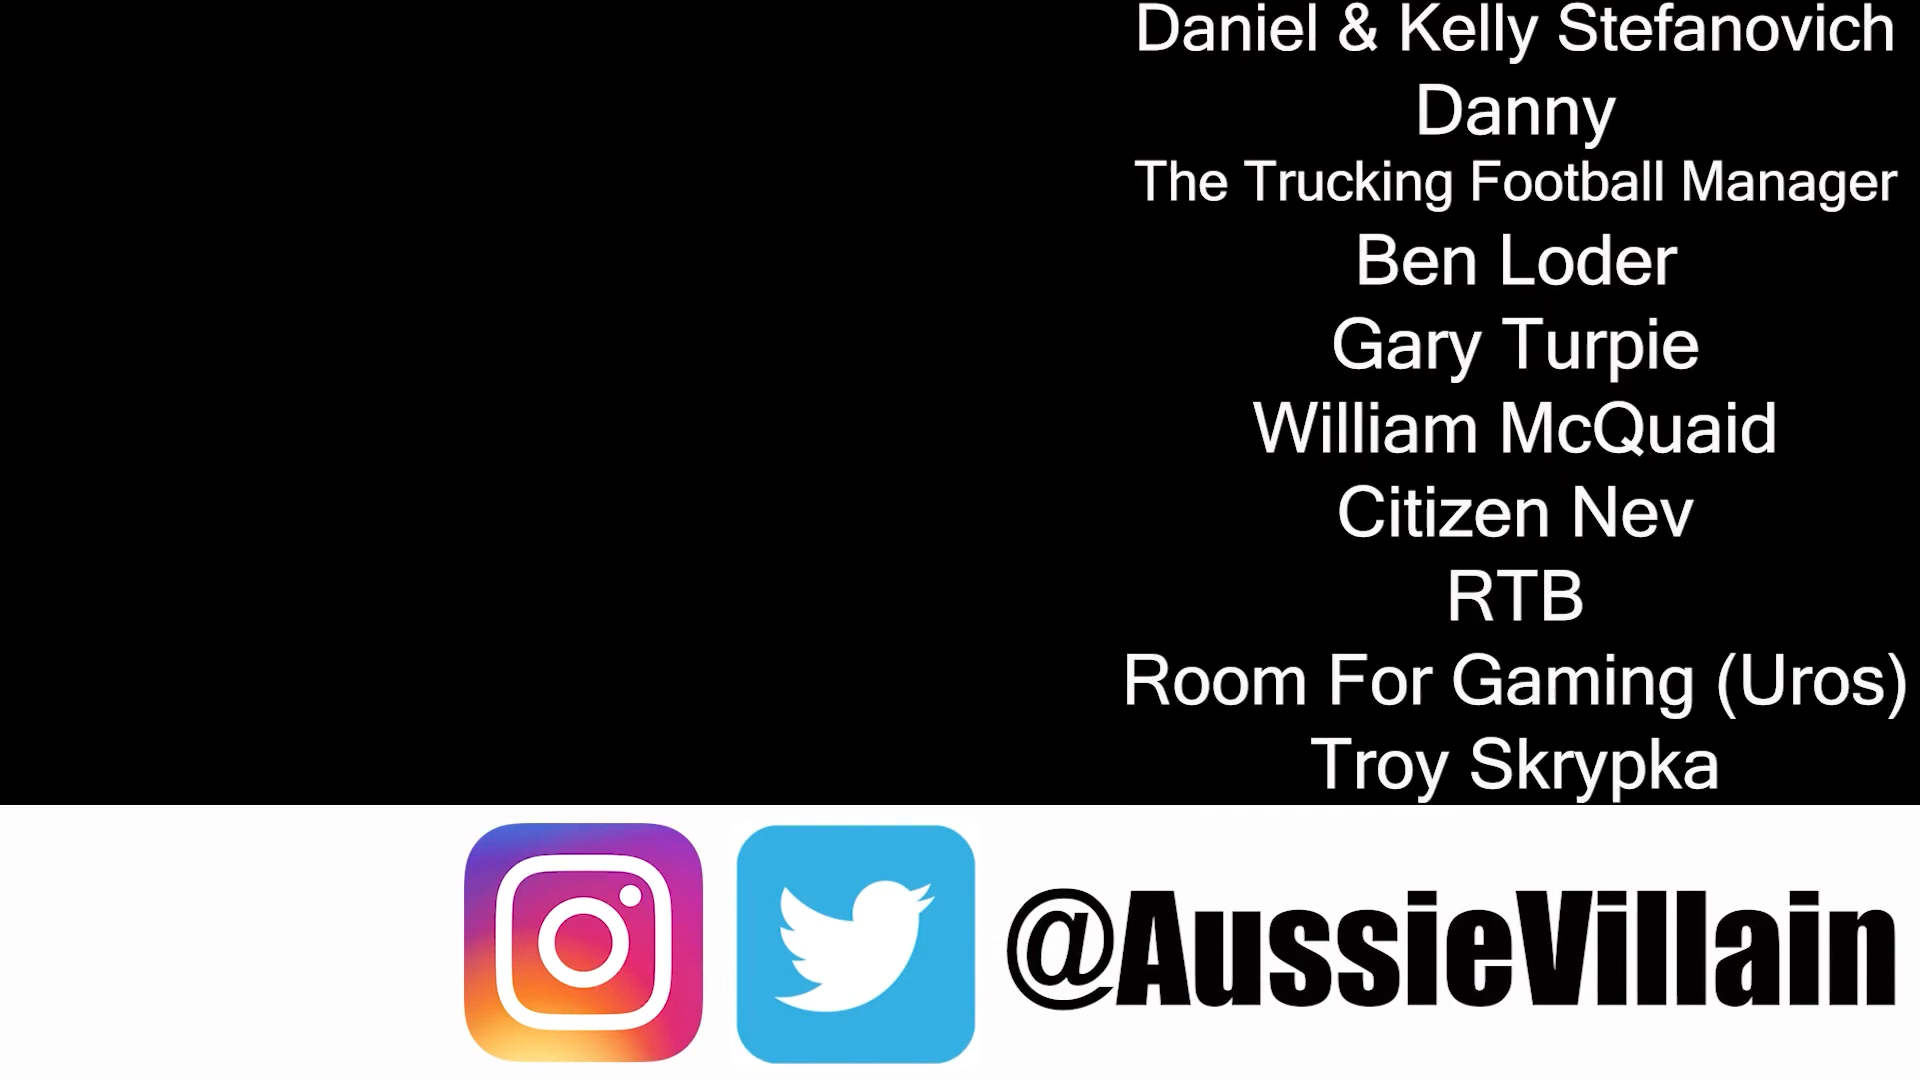 Daniel & Kelly Stefanovich
Danny
The Trucking Football Manager
Ben Loder
Gary Turpie
William McQuaid
Citizen Nev
RTB
Room For Gaming (Uros)
Troy Skrypka
@AussieVillain